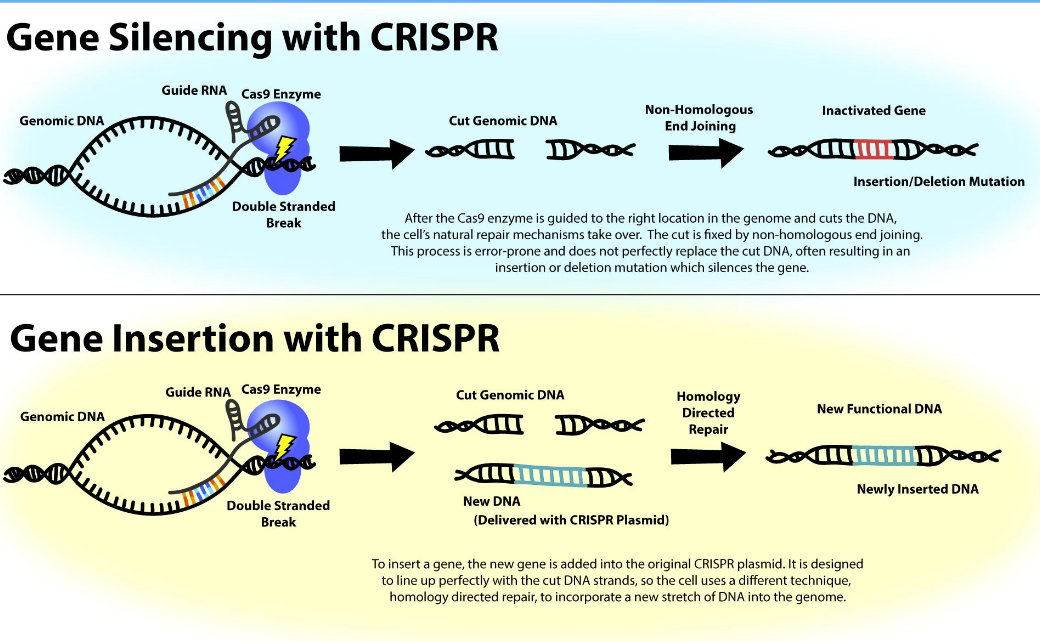 Gene Silencing with CRISPR
Guide RNA
Cas9 Enzyme
Genomic DNA
Double Stranded
Break
Cut Genomic DNA
Non-Homologous
End Joining
Inactivated Gene
Insertion/Deletion Mutation
After the Cas9 enzyme is guided to the right location in the genome and cuts the DNA,
the cell's natural repair mechanisms take over. The cut is fixed by non-homologous end joining.
This process is error-prone and does not perfectly replace the cut DNA, often resulting in an
insertion or deletion mutation which silences the gene.
Gene Insertion with CRISPR
Guide RNA
Cas9 Enzyme
Genomic DNA
Double Stranded
Break
Cut Genomic DNA
New DNA
(Delivered with CRISPR Plasmid)
Homology
Directed
Repair
New Functional DNA
Newly Inserted DNA
To insert a gene, the new gene is added into the original CRISPR plasmid. It is designed
to line up perfectly with the cut DNA strands, so the cell uses a different technique,
homology directed repair, to incorporate a new stretch of DNA into the genome.